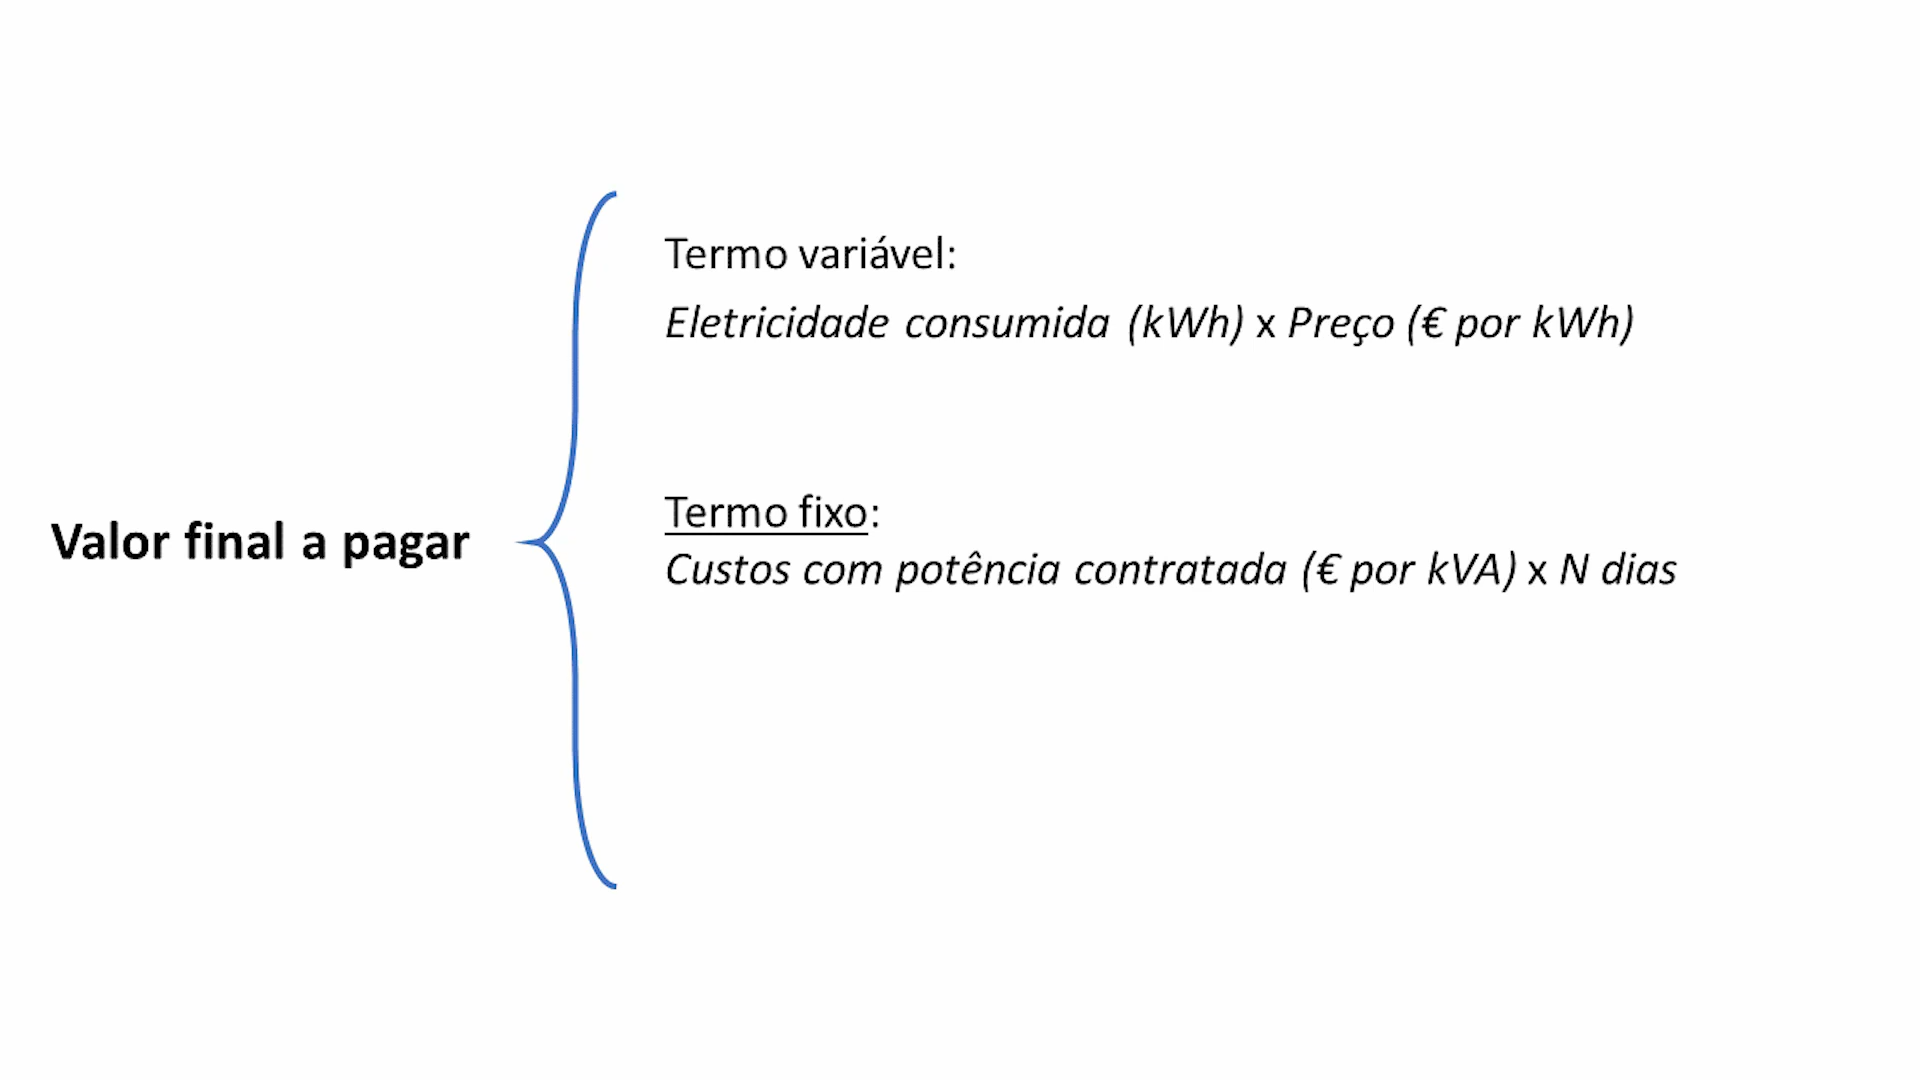 Termo variável:
Eletricidade consumida (kWh) x Preço (€ por kWh)
Valor final a pagar
Termo fixo:
Custos com potência contratada (€ por kVA) x N dias